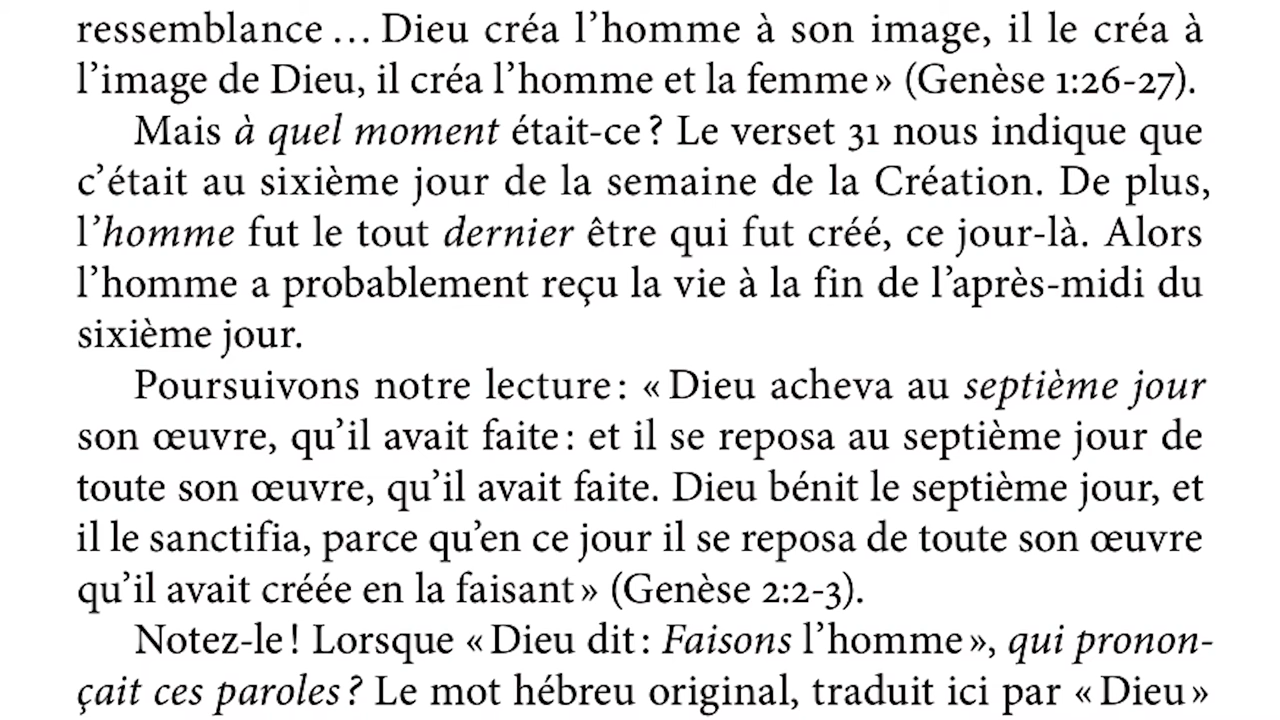 ressemblance … Dieu créa l’homme à son image, il le créa à
l’image de Dieu, il créa l’homme et la femme » (Genèse 1:26-27).
Mais à quel moment était-ce ? Le verset 31 nous indique que
c’était au sixième jour de la semaine de la Création. De plus,
l’homme fut le tout dernier être qui fut créé, ce jour-là. Alors
l’homme a probablement reçu la vie à la fin de l’après-midi du
sixième jour.
Poursuivons notre lecture : « Dieu acheva au septième jour
son œuvre, qu’il avait faite : et il se reposa au septième jour de
toute son œuvre, qu’il avait faite. Dieu bénit le septième jour, et
il le sanctifia, parce qu’en ce jour il se reposa de toute son œuvre
qu’il avait créée en la faisant » (Genèse 2:2-3).
Notez-le ! Lorsque « Dieu dit : Faisons l’homme », qui pronon-
çait ces paroles ? Le mot hébreu original, traduit ici par « Dieu »